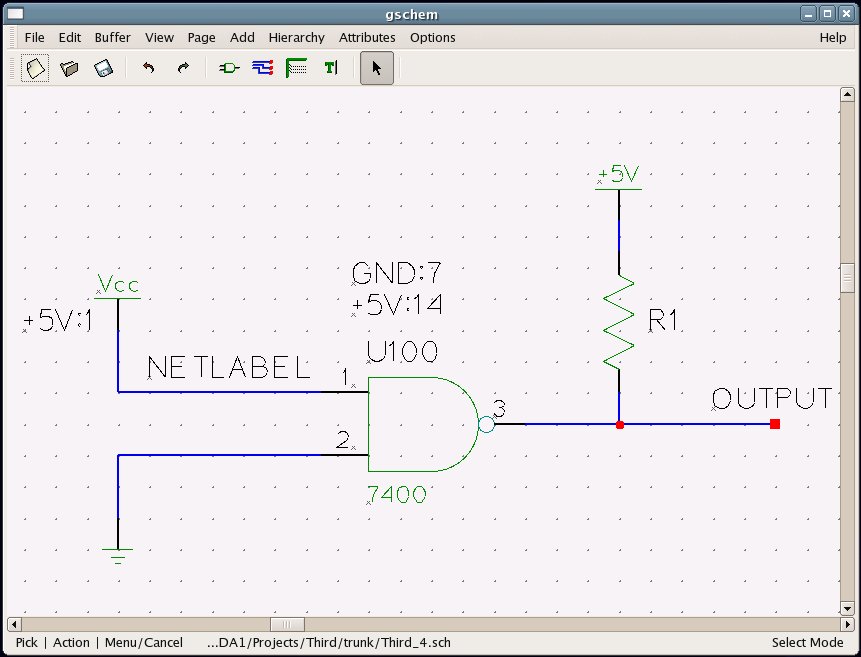 gschem
File Edit Buffer View Page Add Hierarchy Attributes Options Help
T
+5V
Vcc
GND:7
+5V:14
+5V:1
R1
U100
NETLABEL
1
OUTPUT
3
2
7400
Pick | Action | Menu/Cancel ...DA1/Projects/Third/trunk/Third_4.sch Select Mode